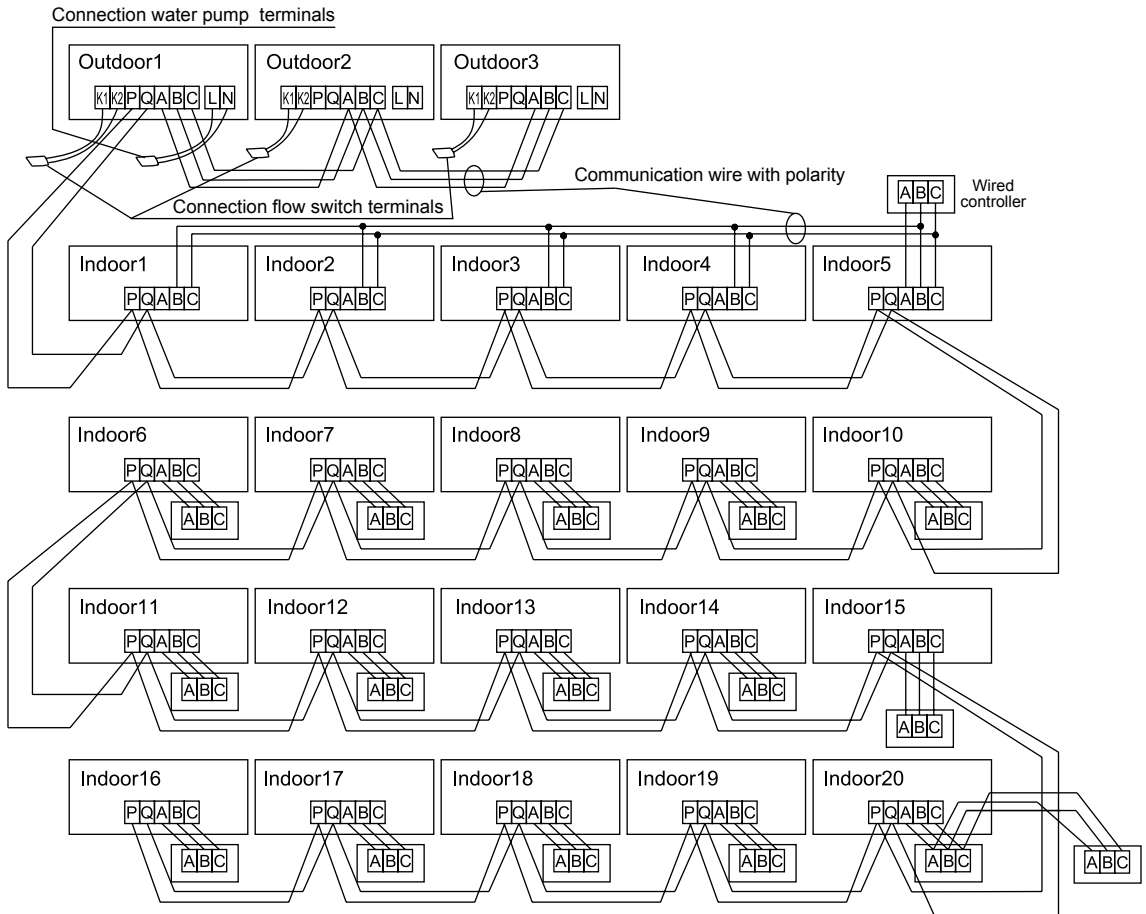 Connection water pump terminals
Outdoor1 Outdoor2 Outdoor3
K1 K2 P Q A B C L N K1 K2 P Q A B C L N K1 K2 P Q A B C L N
Communication wire with polarity
Connection flow switch terminals
A B C Wired
controller
Indoor1 Indoor2 Indoor3 Indoor4 Indoor5
P Q A B C P Q A B C P Q A B C P Q A B C P Q A B C
Indoor6 Indoor7 Indoor8 Indoor9 Indoor10
P Q A B C P Q A B C P Q A B C P Q A B C P Q A B C
A B C A B C A B C A B C A B C
Indoor11 Indoor12 Indoor13 Indoor14 Indoor15
P Q A B C P Q A B C P Q A B C P Q A B C P Q A B C
A B C A B C A B C A B C
A B C
Indoor16 Indoor17 Indoor18 Indoor19 Indoor20
P Q A B C P Q A B C P Q A B C P Q A B C P Q A B C
A B C A B C A B C A B C A B C A B C